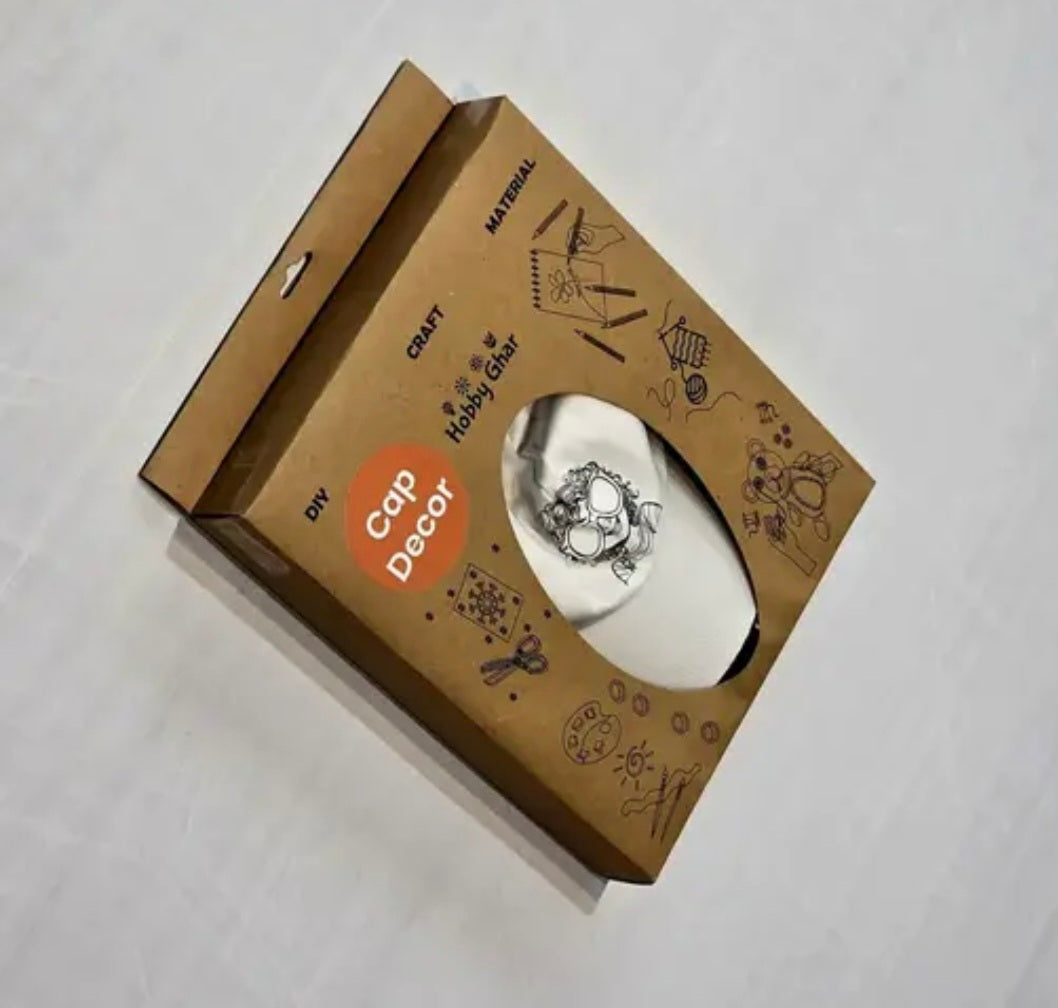 DIY CRAFT MATERIAL
Hobby Ghar
Cap
Decor